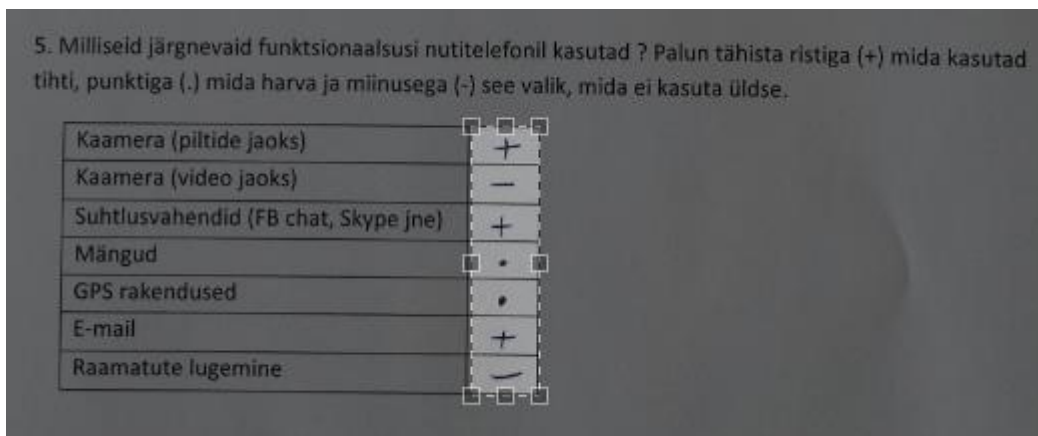 5. Milliseid järgnevaid funktsionaalsusi nutitelefonil kasutad ? Palun tähista ristiga (+) mida kasutad
tihti, punktiga (.) mida harva ja miinusega (-) see valik, mida ei kasuta üldse.
Kaamera (piltide jaoks) +
Kaamera (video jaoks) -
Suhtlusvahendid (FB chat, Skype jne) +
Mängud .
GPS rakendused .
E-mail +
Raamatute lugemine -